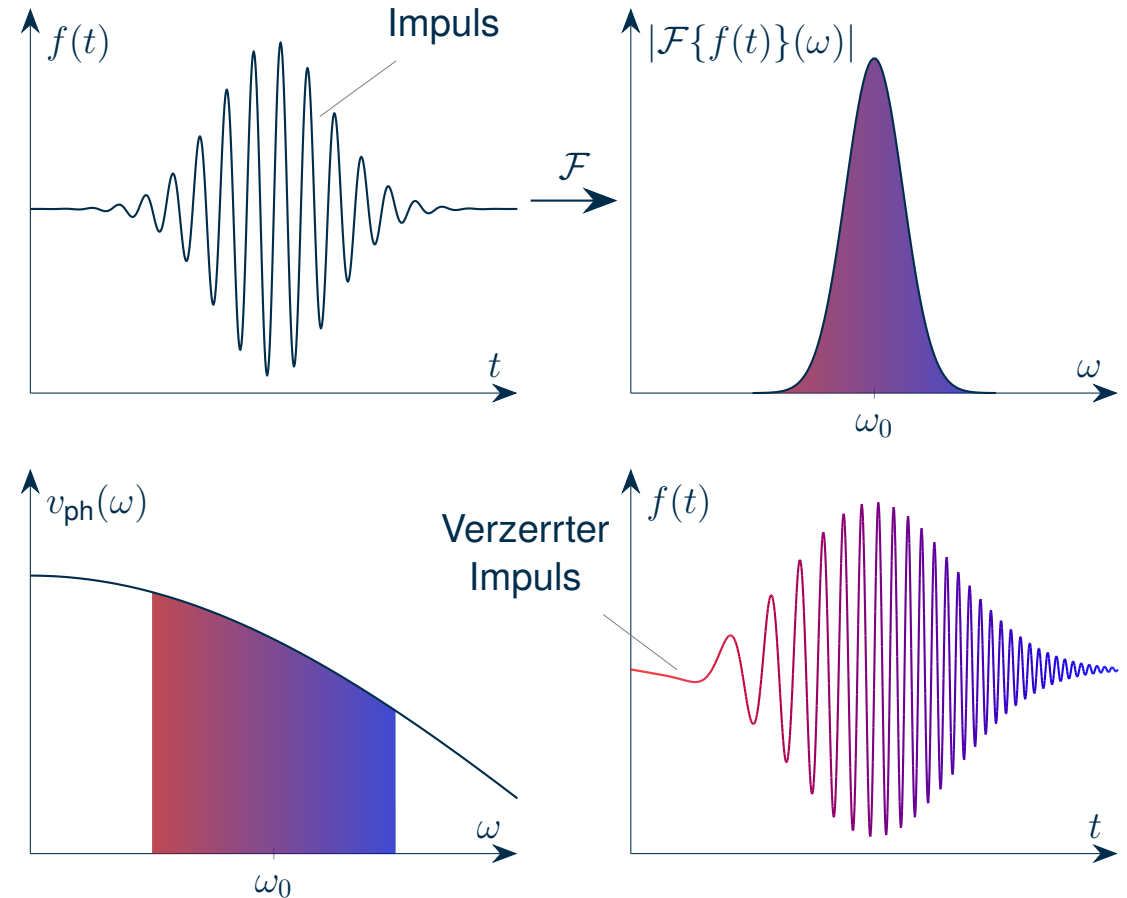 f(t)
Impuls
t
𝓕
|𝓕{f(t)}(ω)|
ω
ω₀
v_ph(ω)
ω
ω₀
Verzerrter
Impuls
f(t)
t